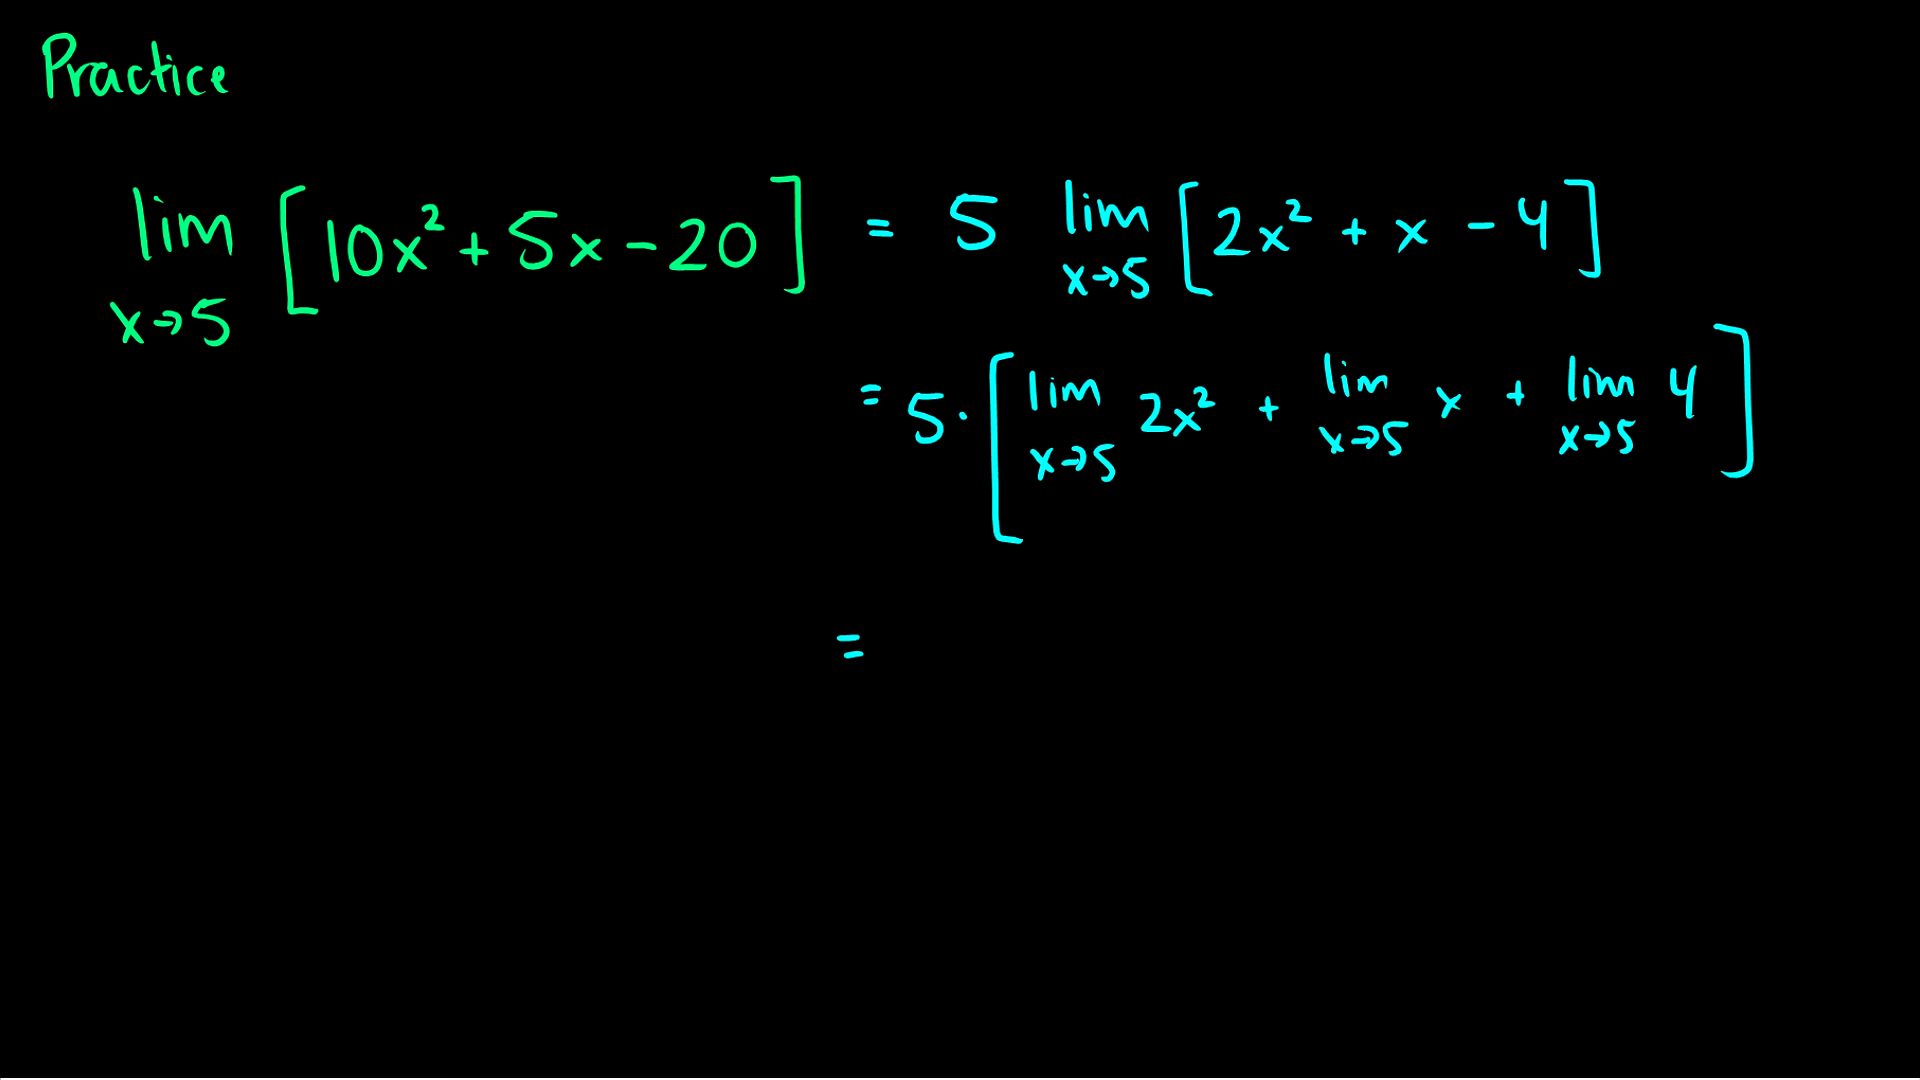 Practice
lim x→5 [10x² + 5x - 20] = 5 lim x→5 [2x² + x - 4]
= 5 · [lim x→5 2x² + lim x→5 x + lim x→5 4]
=